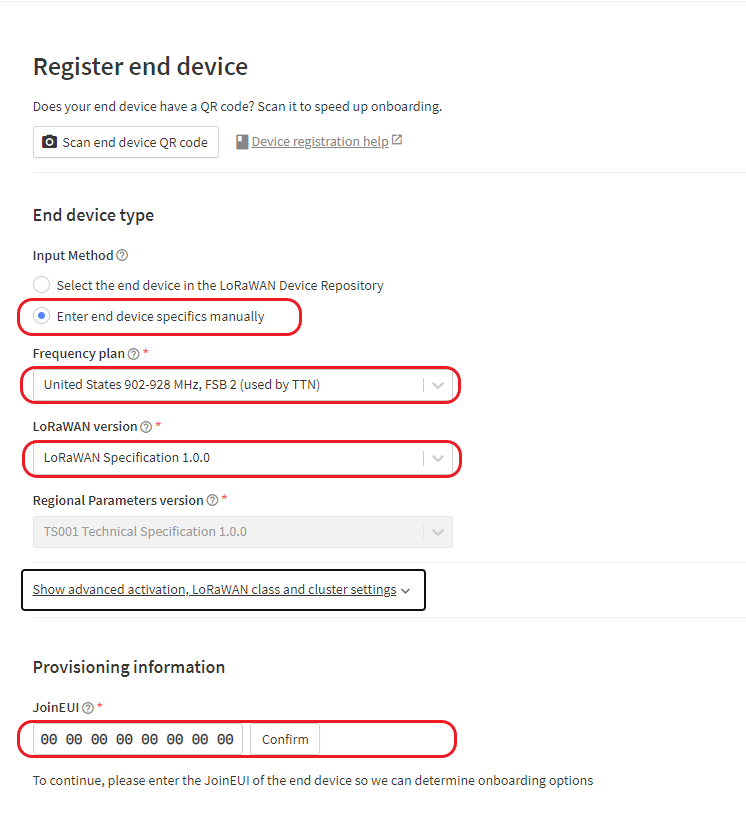 Register end device
Does your end device have a QR code? Scan it to speed up onboarding.
Scan end device QR code
Device registration help
End device type
Input Method
Select the end device in the LoRaWAN Device Repository
Enter end device specifics manually
Frequency plan *
United States 902-928 MHz, FSB 2 (used by TTN)
LoRaWAN version *
LoRaWAN Specification 1.0.0
Regional Parameters version *
TS001 Technical Specification 1.0.0
Show advanced activation, LoRaWAN class and cluster settings
Provisioning information
JoinEUI *
00 00 00 00 00 00 00 00 Confirm
To continue, please enter the JoinEUI of the end device so we can determine onboarding options